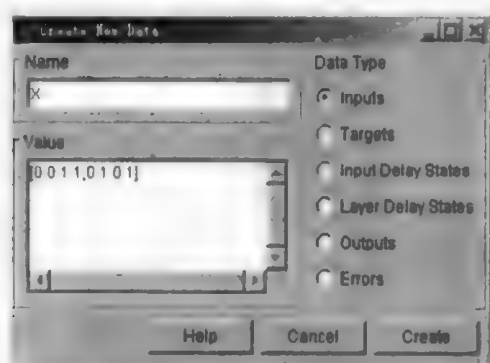 Create New Data
Name
X
Value
[0 0 1 1,0 1 0 1]
Data Type
Inputs
Targets
Input Delay States
Layer Delay States
Outputs
Errors
Help
Cancel
Create